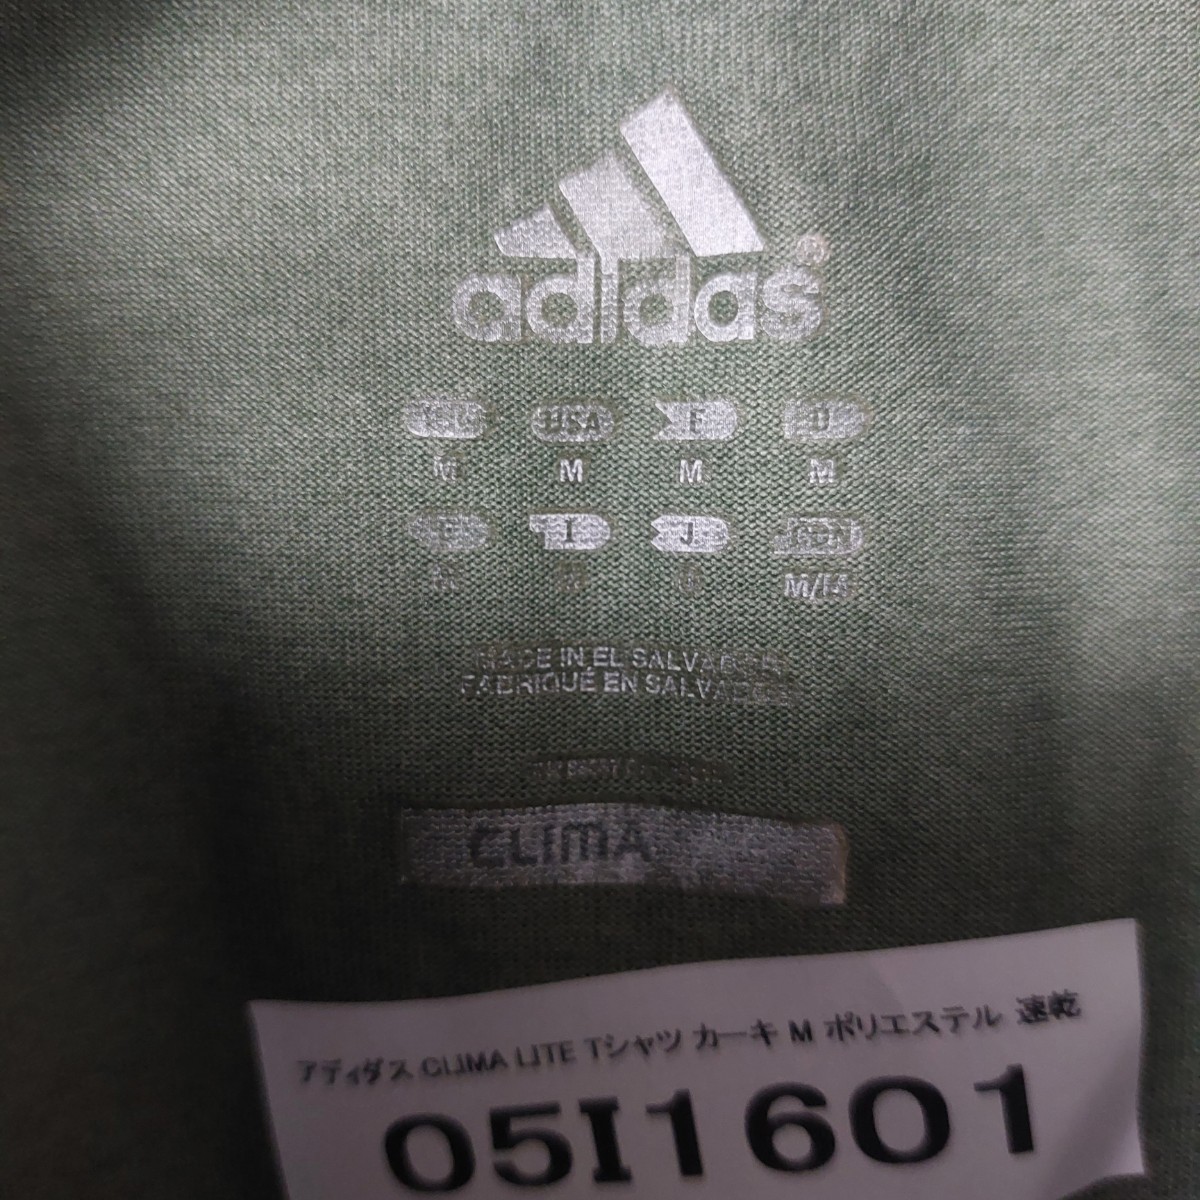 adidas®
USA F D
M M M M
I J CDN
M/M
MADE IN EL SALVADOR
FABRIQUÉ EN SALVADOR
CLIMA
アディダス CLIMA LITE Tシャツ カーキ M ポリエステル 速乾
05I1601